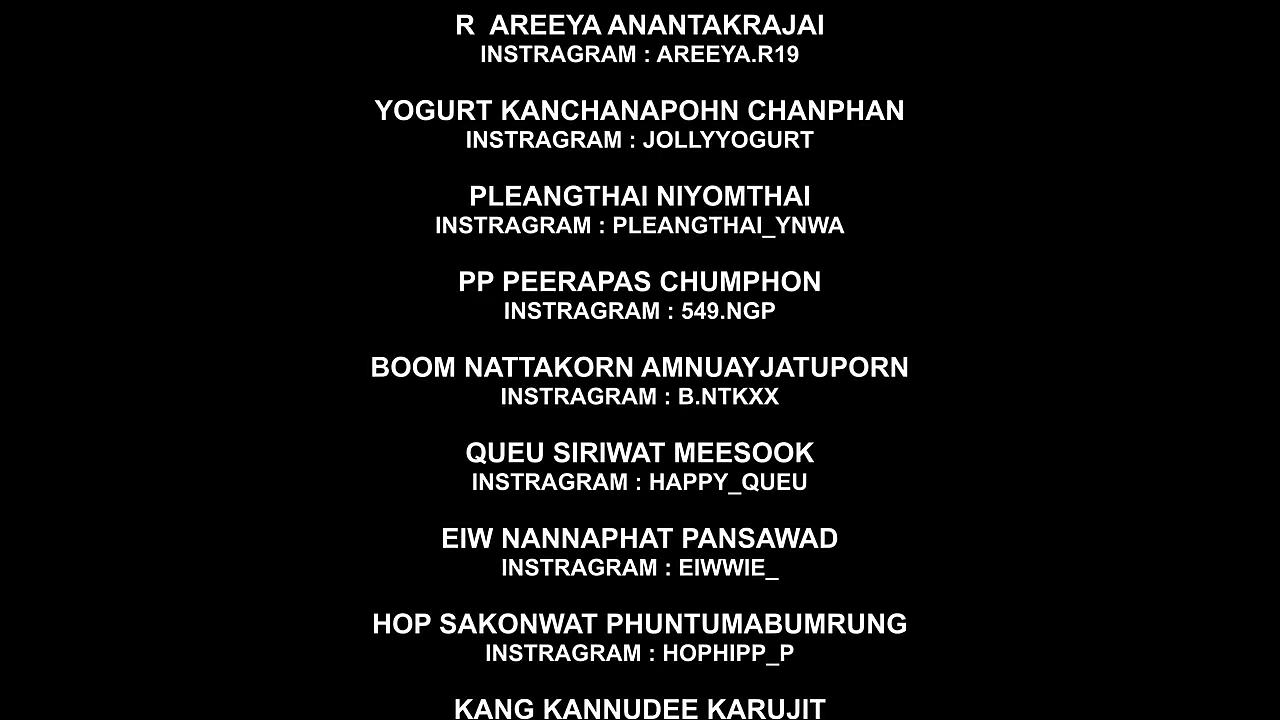 R AREEYA ANANTAKRAJAI
INSTRAGRAM : AREEYA.R19
YOGURT KANCHANAPOHN CHANPHAN
INSTRAGRAM : JOLLYYOGURT
PLEANGTHAI NIYOMTHAI
INSTRAGRAM : PLEANGTHAI_YNWA
PP PEERAPAS CHUMPHON
INSTRAGRAM : 549.NGP
BOOM NATTAKORN AMNUAYJATUPORN
INSTRAGRAM : B.NTKXX
QUEU SIRIWAT MEESOOK
INSTRAGRAM : HAPPY_QUEU
EIW NANNAPHAT PANSAWAD
INSTRAGRAM : EIWWIE_
HOP SAKONWAT PHUNTUMABUMRUNG
INSTRAGRAM : HOPHIPP_P
KANG KANNUDEE KARUJIT